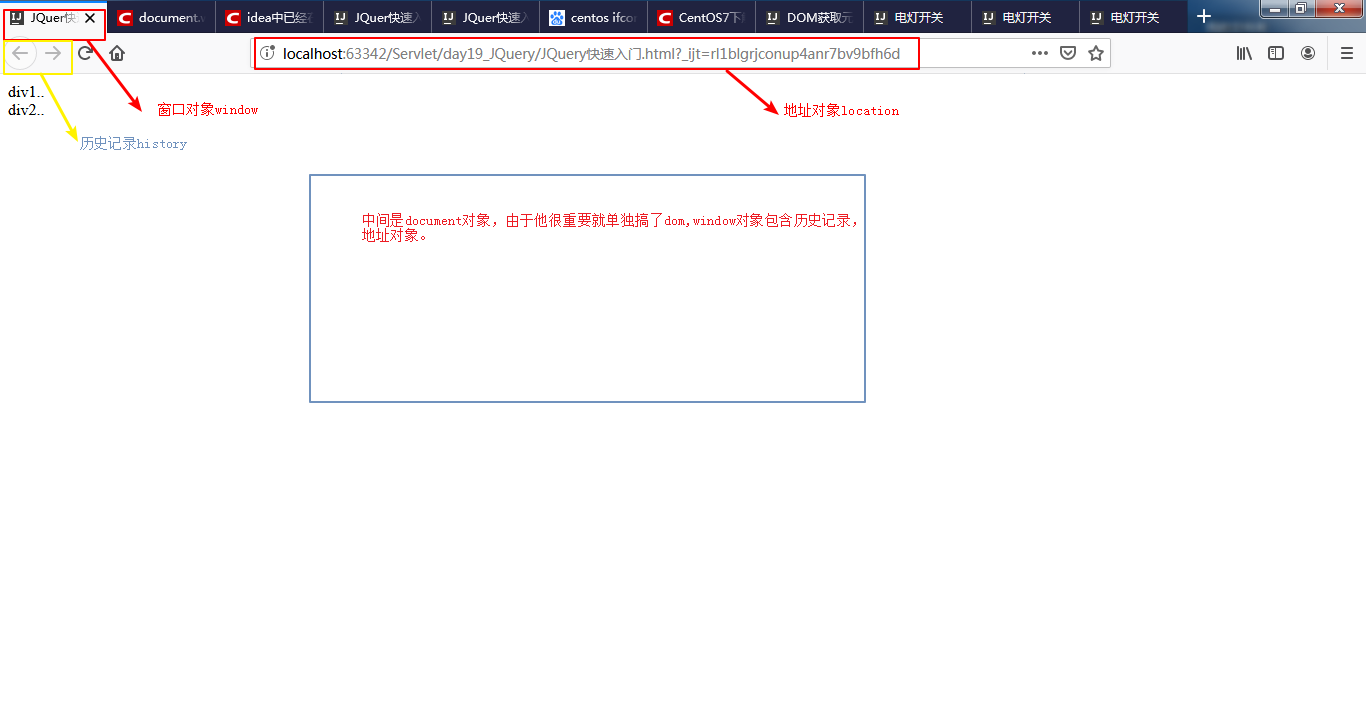 JQuer快
document.
idea中已经
JQuer快速入
JQuer快速入
centos ifco
CentOS7下
DOM获取元
电灯开关
电灯开关
电灯开关
localhost:63342/Servlet/day19_JQuery/JQuery快速入门.html?_ijt=rl1blgrjconup4anr7bv9bfh6d
div1..
div2..
窗口对象window
地址对象location
历史记录history
中间是document对象，由于他很重要就单独搞了dom,window对象包含历史记录，
地址对象。